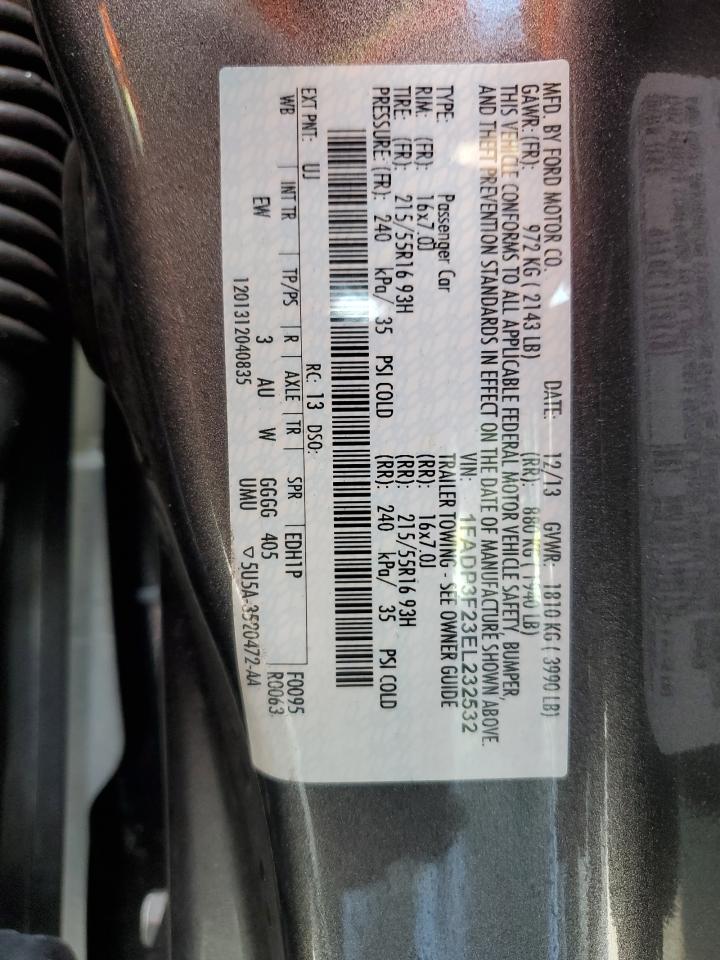 MFD. BY FORD MOTOR CO. DATE: 12/13 GVWR: 1810 KG ( 3990 LB)
GAWR: (FR): 972 KG ( 2143 LB) (RR): 880 KG ( 1940 LB)
THIS VEHICLE CONFORMS TO ALL APPLICABLE FEDERAL MOTOR VEHICLE SAFETY, BUMPER,
AND THEFT PREVENTION STANDARDS IN EFFECT ON THE DATE OF MANUFACTURE SHOWN ABOVE.
VIN: 1FADP3F23EL232532
TYPE: Passenger Car TRAILER TOWING - SEE OWNER GUIDE
RIM: (FR): 16x7.0J (RR): 16x7.0J
TIRE: (FR): 215/55R16 93H (RR): 215/55R16 93H
PRESSURE: (FR): 240 kPa/ 35 PSI COLD (RR): 240 kPa/ 35 PSI COLD
EXT PNT: UJ RC: 13 DSO:
WB INT TR TP/PS R AXLE TR SPR EDH1P F0095
EW 3 AU W GGGG 405 R0063
1201312040835 UMU ▽5U5A-3520472-AA